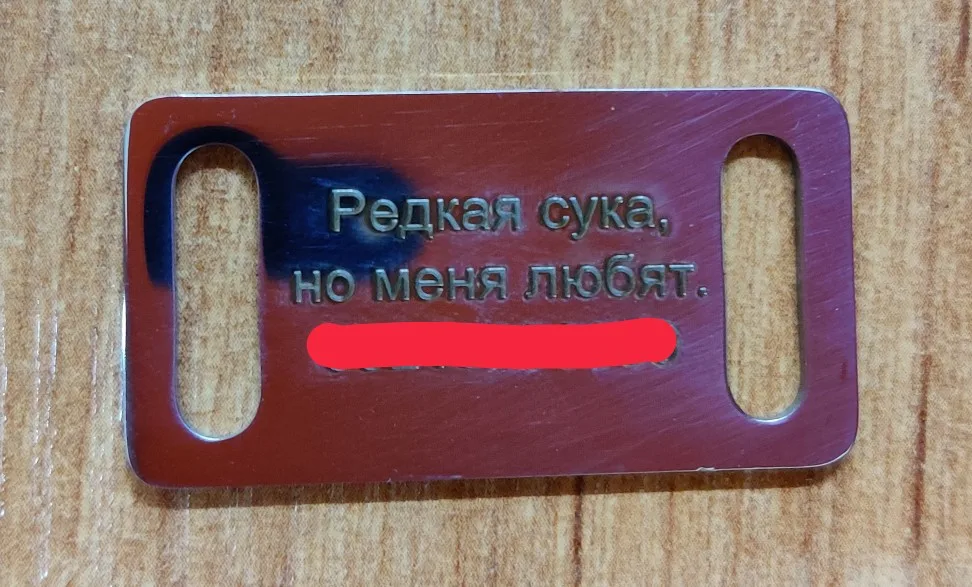 Редкая сука,
но меня любят.